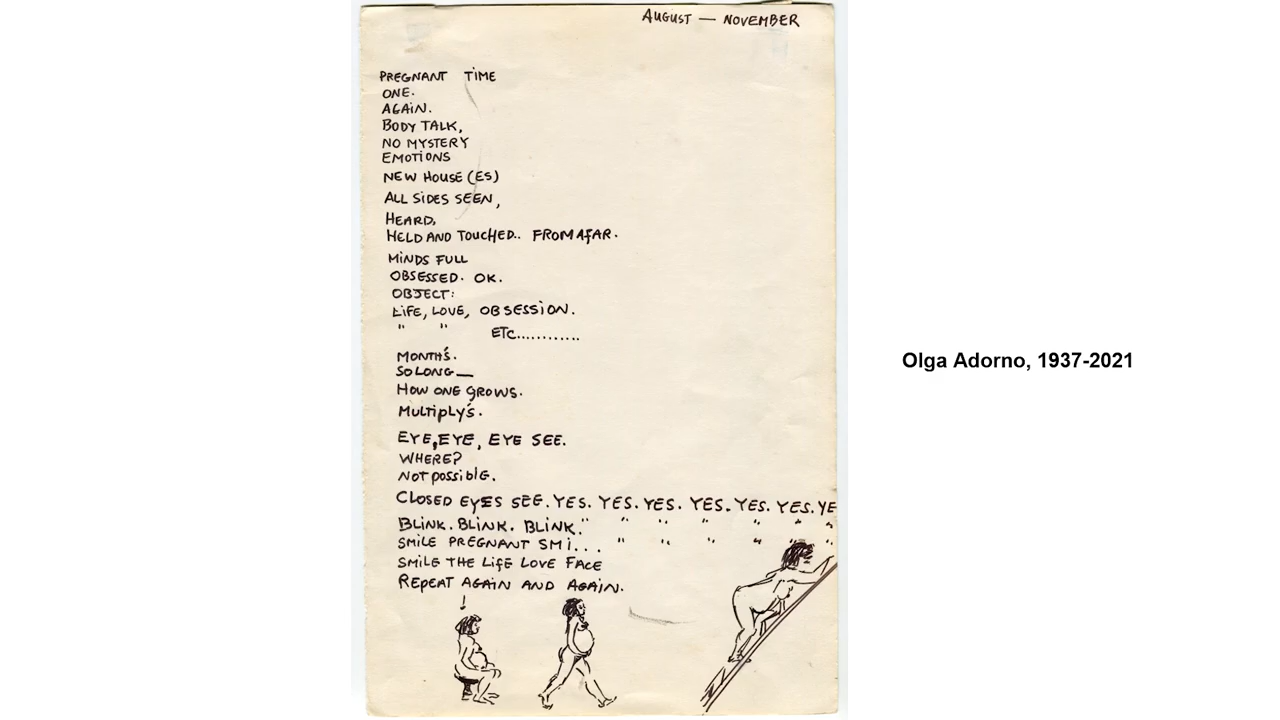 AUGUST — NOVEMBER
PREGNANT TIME
ONE.
AGAIN.
BODY TALK,
NO MYSTERY
EMOTIONS
NEW HOUSE (ES)
ALL SIDES SEEN,
HEARD,
HELD AND TOUCHED.. FROM AFAR.
MINDS FULL
OBSESSED. OK.
OBJECT:
LIFE, LOVE, OBSESSION.
" " ETC............
MONTH'S.
SO LONG—
HOW ONE GROWS.
MULTIPLY'S.
EYE, EYE, EYE SEE.
WHERE?
NOT POSSIBLE.
CLOSED EYES SEE. YES. YES. YES. YES. YES. YES. YE
BLINK. BLINK. BLINK. " " " " " " "
SMILE PREGNANT SMI... " " " " " "
SMILE THE LIFE LOVE FACE
REPEAT AGAIN AND AGAIN.
Olga Adorno, 1937-2021